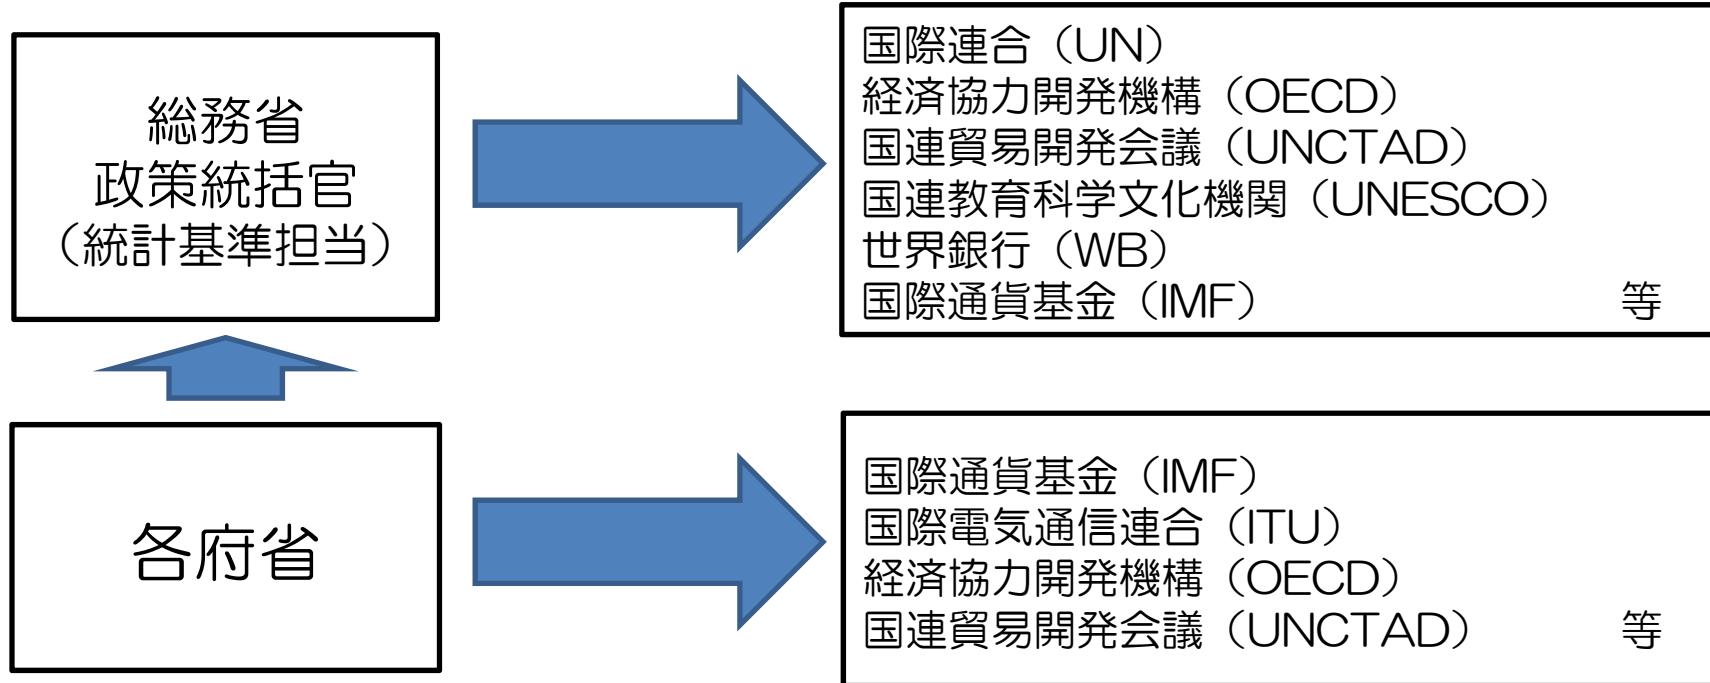 総務省
政策統括官
（統計基準担当）
国際連合（UN）
経済協力開発機構（OECD）
国連貿易開発会議（UNCTAD）
国連教育科学文化機関（UNESCO）
世界銀行（WB）
国際通貨基金（IMF） 等
各府省
国際通貨基金（IMF）
国際電気通信連合（ITU）
経済協力開発機構（OECD）
国連貿易開発会議（UNCTAD） 等